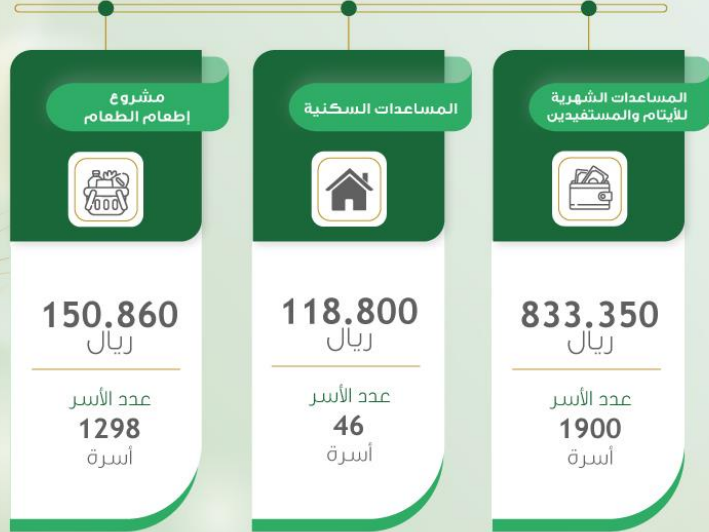 المساعدات الشهرية
للأيتام والمستفيدين
833.350
ريال
عدد الأسر
1900
أسرة
المساعدات السكنية
118.800
ريال
عدد الأسر
46
أسرة
مشروع
إطعام الطعام
150.860
ريال
عدد الأسر
1298
أسرة